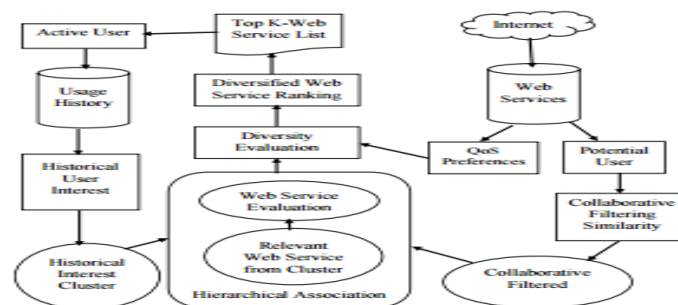 Active User
Top K-Web
Service List
Internet
Usage
History
Diversified Web
Service Ranking
Web
Services
Diversity
Evaluation
QoS
Preferences
Potential
User
Historical
User
Interest
Web Service
Evaluation
Collaborative
Filtering
Similarity
Relevant
Web Service
from Cluster
Historical
Interest
Cluster
Collaborative
Filtered
Hierarchical Association